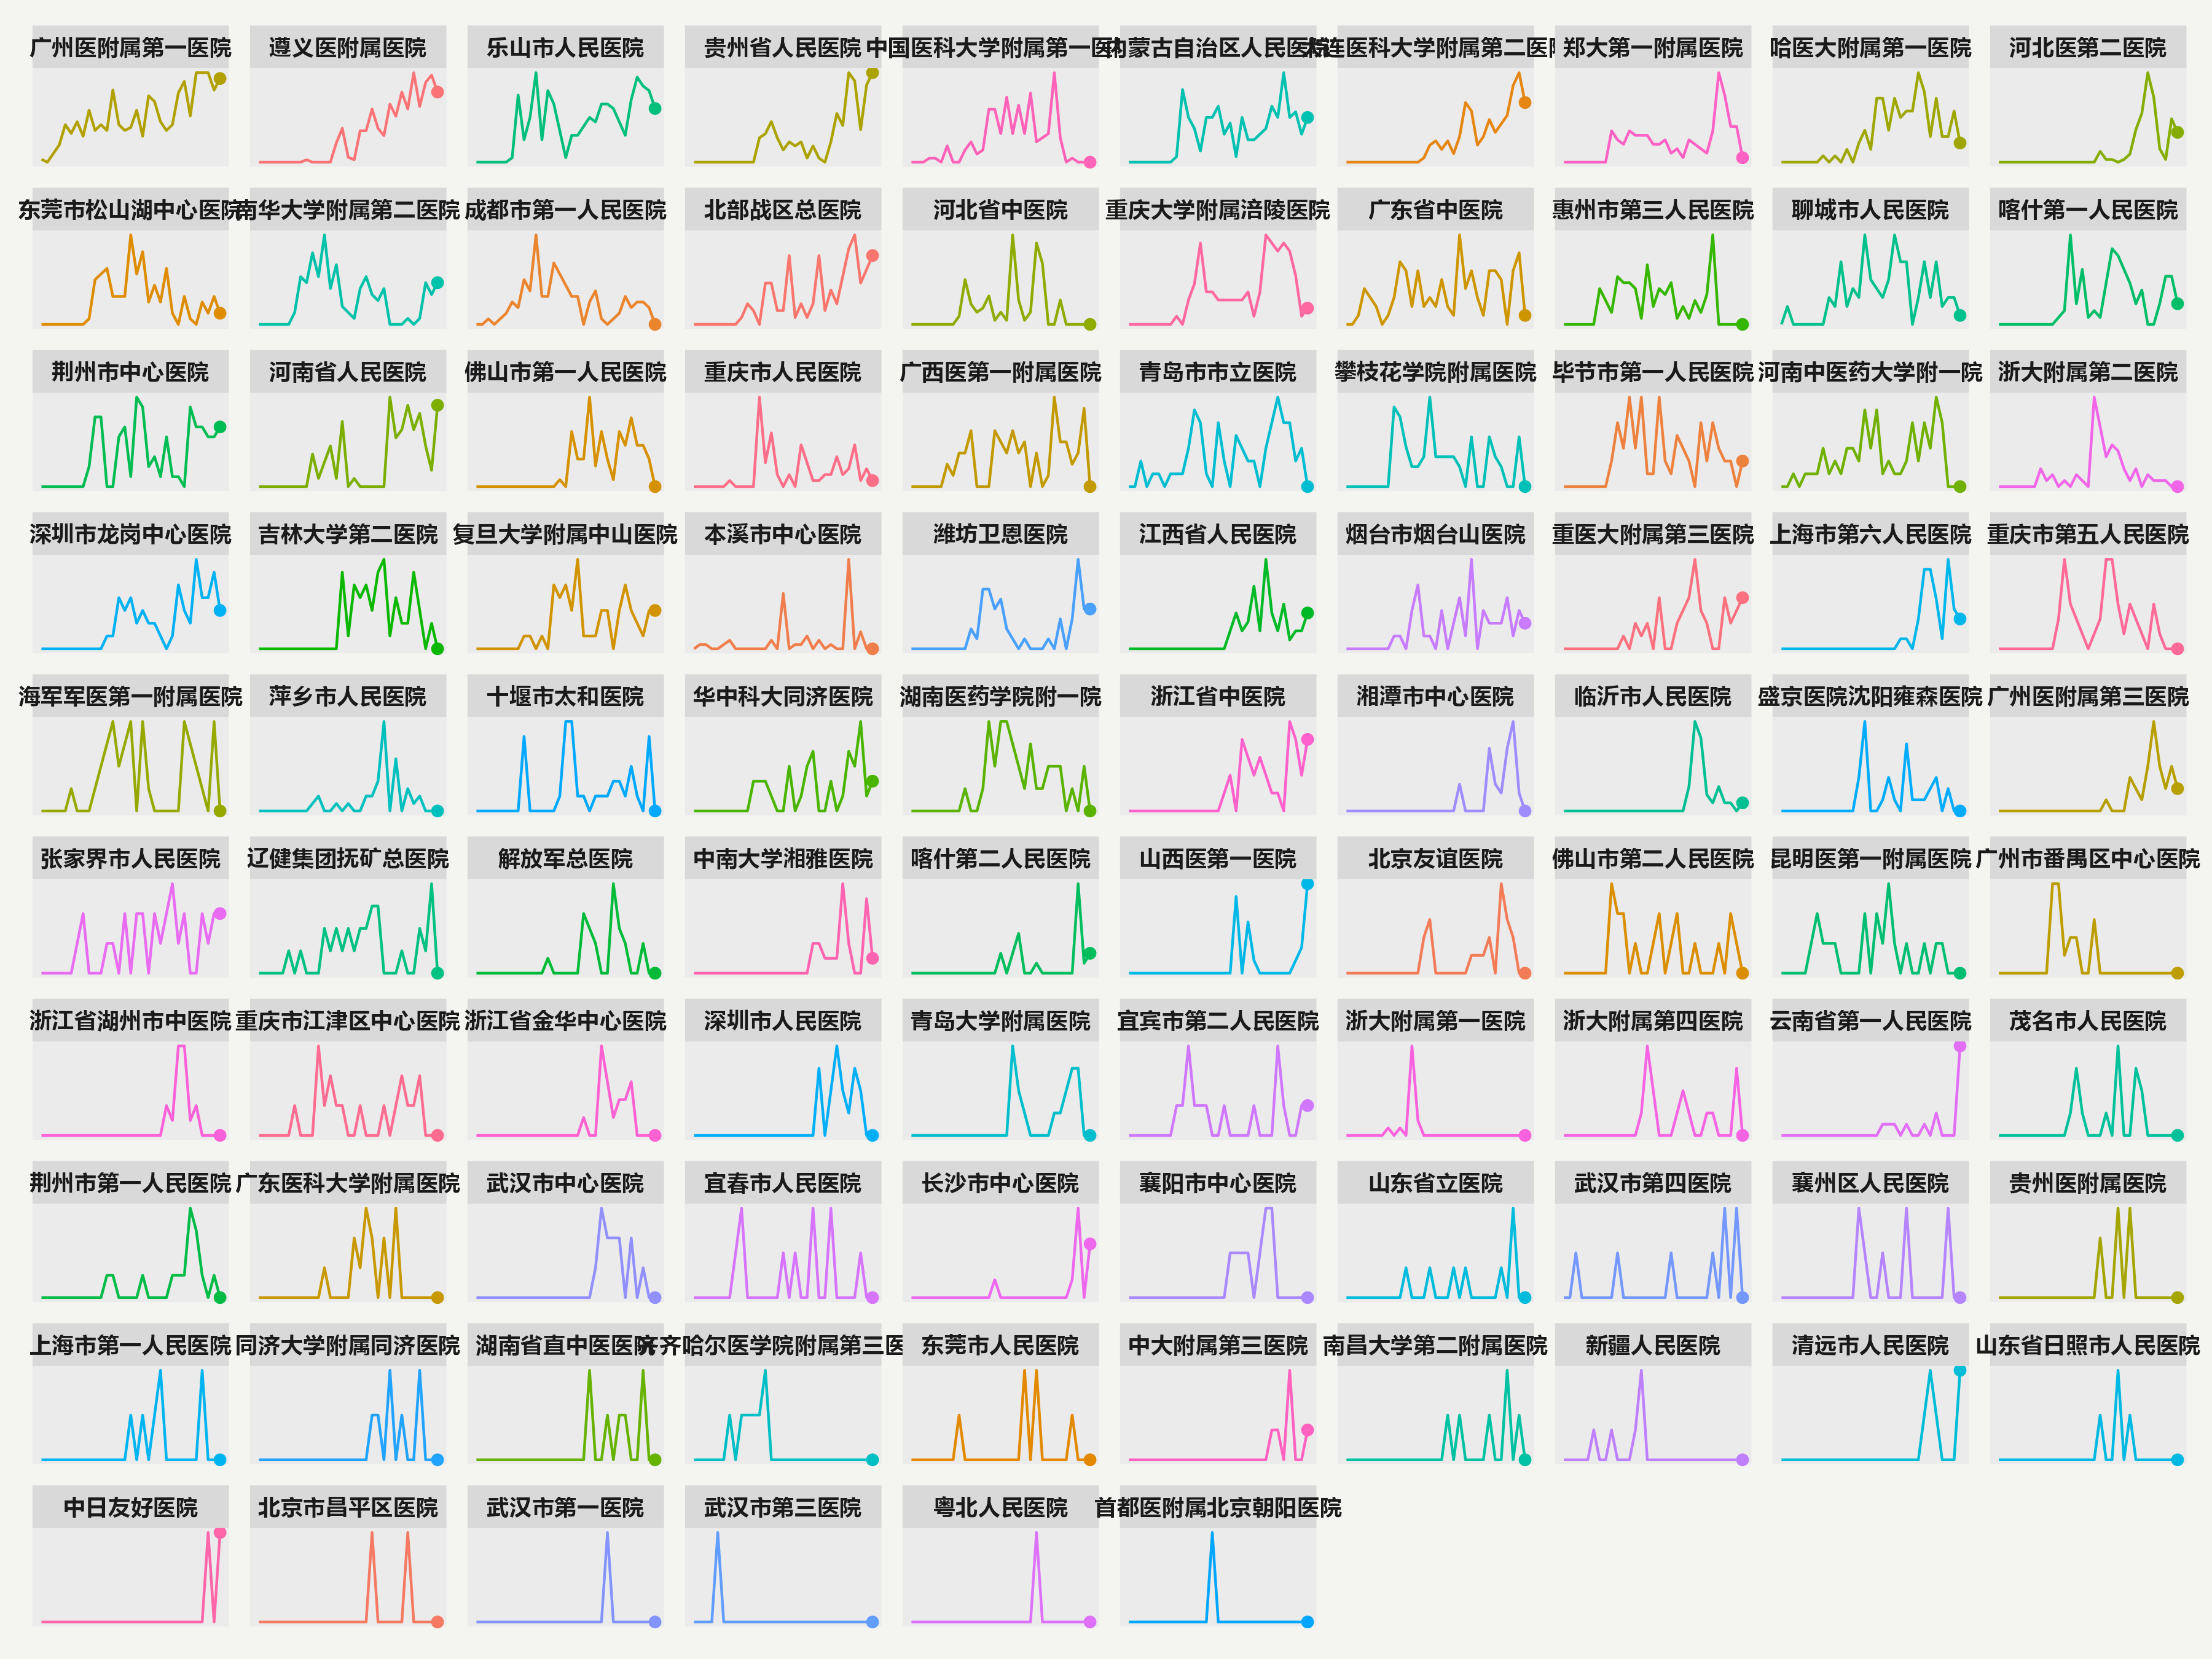 广州医附属第一医院
遵义医附属医院
乐山市人民医院
贵州省人民医院
中国医科大学附属第一医
内蒙古自治区人民医院
大连医科大学附属第二医院
郑大第一附属医院
哈医大附属第一医院
河北医第二医院
东莞市松山湖中心医院
南华大学附属第二医院
成都市第一人民医院
北部战区总医院
河北省中医院
重庆大学附属涪陵医院
广东省中医院
惠州市第三人民医院
聊城市人民医院
喀什第一人民医院
荆州市中心医院
河南省人民医院
佛山市第一人民医院
重庆市人民医院
广西医第一附属医院
青岛市市立医院
攀枝花学院附属医院
毕节市第一人民医院
河南中医药大学附一院
浙大附属第二医院
深圳市龙岗中心医院
吉林大学第二医院
复旦大学附属中山医院
本溪市中心医院
潍坊卫恩医院
江西省人民医院
烟台市烟台山医院
重医大附属第三医院
上海市第六人民医院
重庆市第五人民医院
海军军医第一附属医院
萍乡市人民医院
十堰市太和医院
华中科大同济医院
湖南医药学院附一院
浙江省中医院
湘潭市中心医院
临沂市人民医院
盛京医院沈阳雍森医院
广州医附属第三医院
张家界市人民医院
辽健集团抚矿总医院
解放军总医院
中南大学湘雅医院
喀什第二人民医院
山西医第一医院
北京友谊医院
佛山市第二人民医院
昆明医第一附属医院
广州市番禺区中心医院
浙江省湖州市中医院
重庆市江津区中心医院
浙江省金华中心医院
深圳市人民医院
青岛大学附属医院
宜宾市第二人民医院
浙大附属第一医院
浙大附属第四医院
云南省第一人民医院
茂名市人民医院
荆州市第一人民医院
广东医科大学附属医院
武汉市中心医院
宜春市人民医院
长沙市中心医院
襄阳市中心医院
山东省立医院
武汉市第四医院
襄州区人民医院
贵州医附属医院
上海市第一人民医院
同济大学附属同济医院
湖南省直中医医院
齐齐哈尔医学院附属第三医
东莞市人民医院
中大附属第三医院
南昌大学第二附属医院
新疆人民医院
清远市人民医院
山东省日照市人民医院
中日友好医院
北京市昌平区医院
武汉市第一医院
武汉市第三医院
粤北人民医院
首都医附属北京朝阳医院